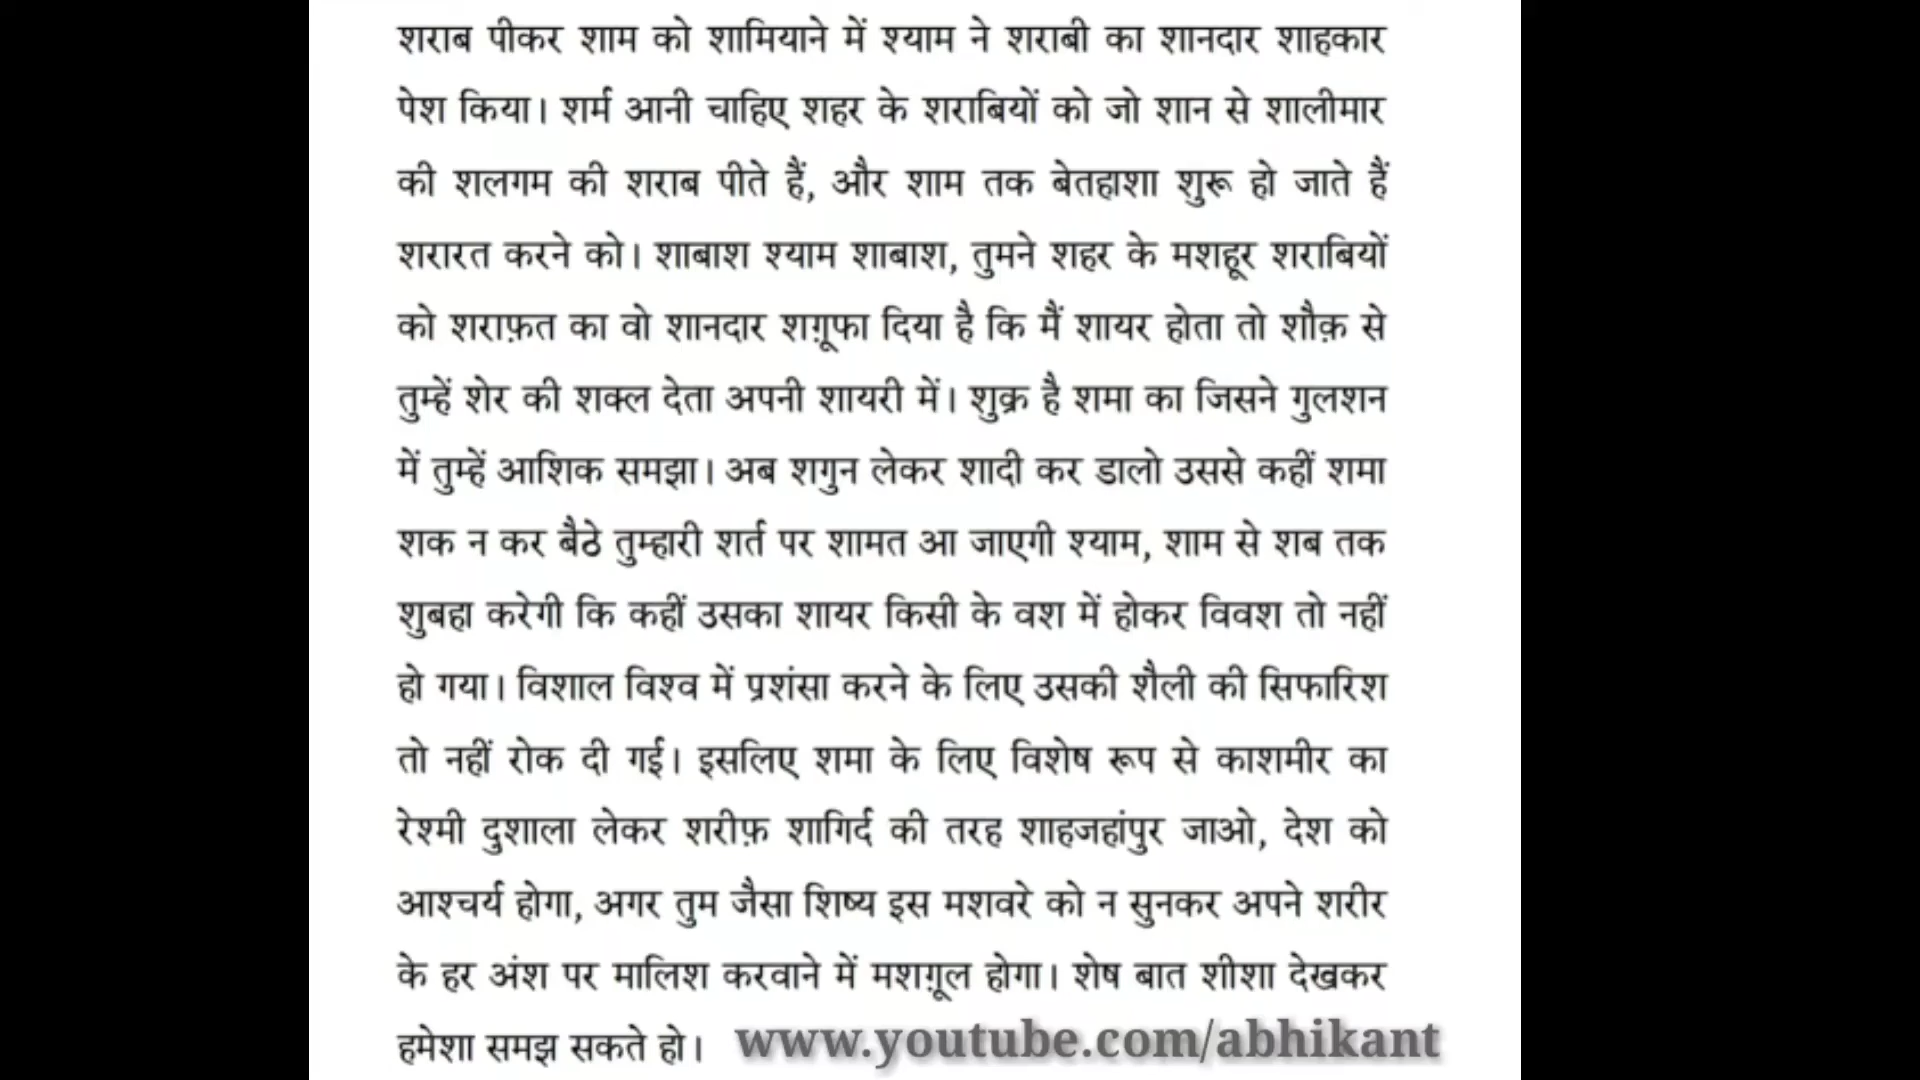 शराब पीकर शाम को शामियाने में श्याम ने शराबी का शानदार शाहकार
पेश किया। शर्म आनी चाहिए शहर के शराबियों को जो शान से शालीमार
की शलगम की शराब पीते हैं, और शाम तक बेतहाशा शुरू हो जाते हैं
शरारत करने को। शाबाश श्याम शाबाश, तुमने शहर के मशहूर शराबियों
को शराफ़त का वो शानदार शग़ूफा दिया है कि मैं शायर होता तो शौक़ से
तुम्हें शेर की शक्ल देता अपनी शायरी में। शुक्र है शमा का जिसने गुलशन
में तुम्हें आशिक समझा। अब शगुन लेकर शादी कर डालो उससे कहीं शमा
शक न कर बैठे तुम्हारी शर्त पर शामत आ जाएगी श्याम, शाम से शब तक
शुबहा करेगी कि कहीं उसका शायर किसी के वश में होकर विवश तो नहीं
हो गया। विशाल विश्व में प्रशंसा करने के लिए उसकी शैली की सिफारिश
तो नहीं रोक दी गई। इसलिए शमा के लिए विशेष रूप से काशमीर का
रेश्मी दुशाला लेकर शरीफ़ शागिर्द की तरह शाहजहांपुर जाओ, देश को
आश्चर्य होगा, अगर तुम जैसा शिष्य इस मशवरे को न सुनकर अपने शरीर
के हर अंश पर मालिश करवाने में मशग़ूल होगा। शेष बात शीशा देखकर
हमेशा समझ सकते हो। www.youtube.com/abhikant